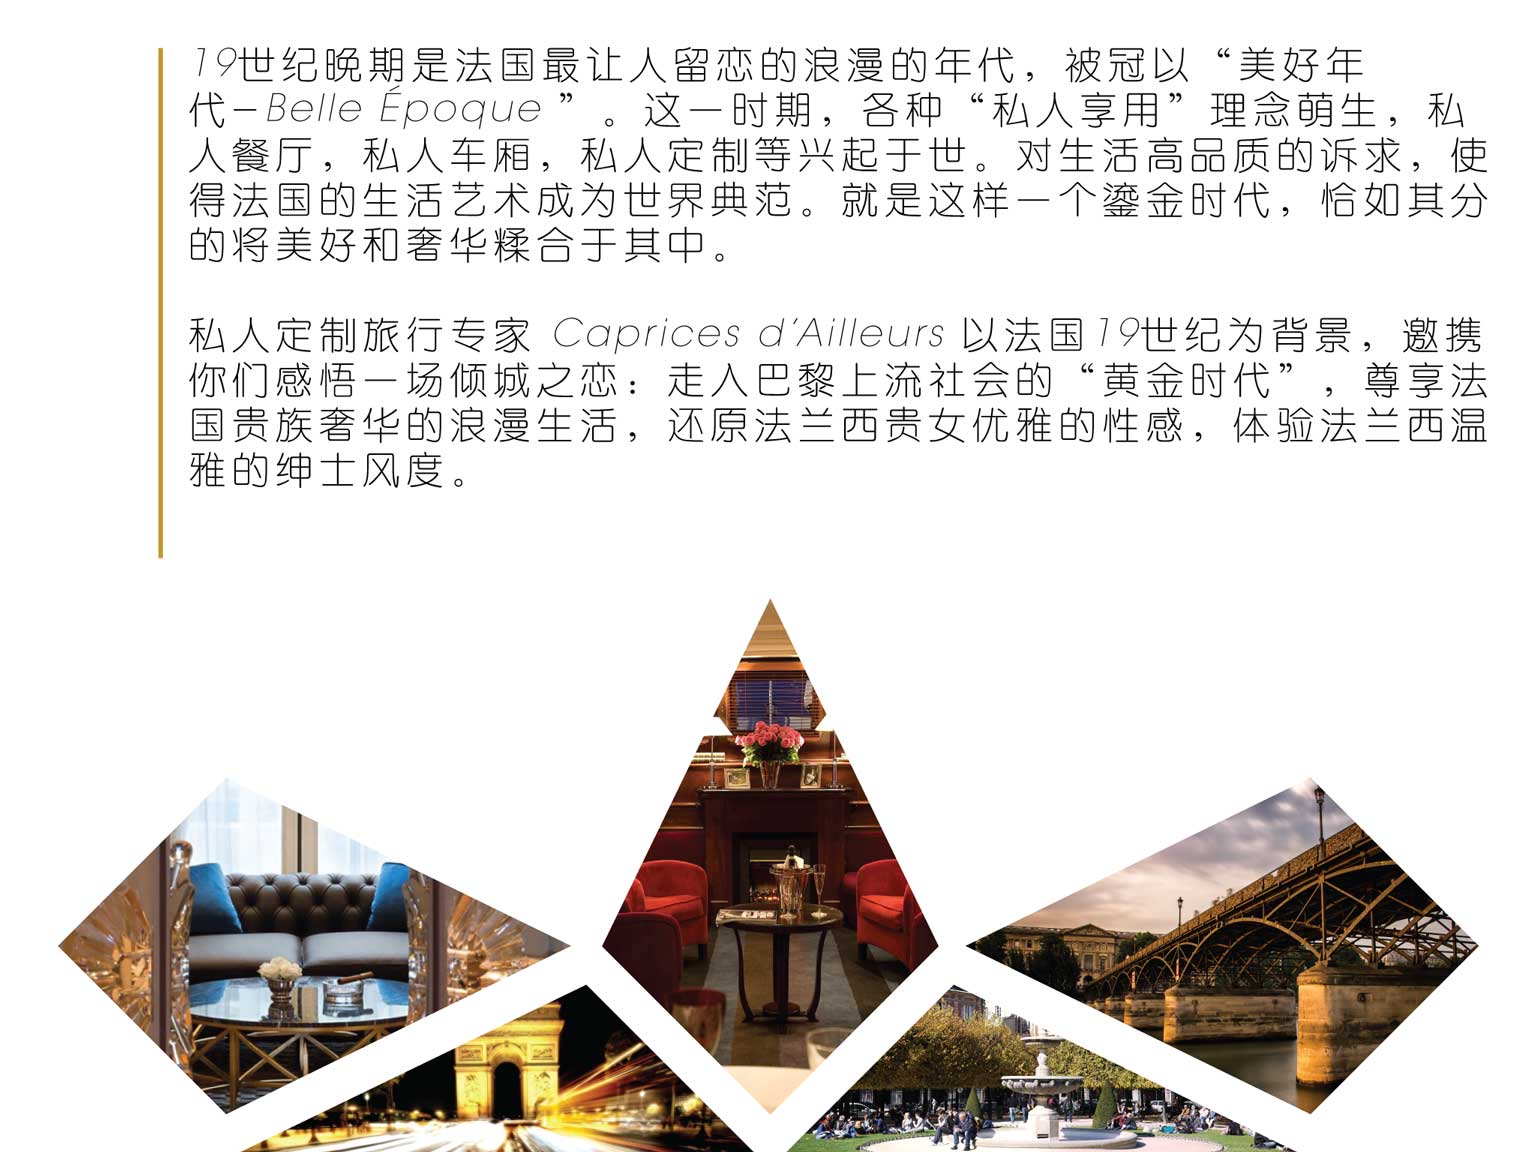 19世纪晚期是法国最让人留恋的浪漫的年代，被冠以“美好年
代-Belle Époque ”。这一时期，各种“私人享用”理念萌生，私
人餐厅，私人车厢，私人定制等兴起于世。对生活高品质的诉求，使
得法国的生活艺术成为世界典范。就是这样一个鎏金时代，恰如其分
的将美好和奢华糅合于其中。
私人定制旅行专家 Caprices d’Ailleurs 以法国19世纪为背景，邀携
你们感悟一场倾城之恋：走入巴黎上流社会的“黄金时代”，尊享法
国贵族奢华的浪漫生活，还原法兰西贵女优雅的性感，体验法兰西温
雅的绅士风度。